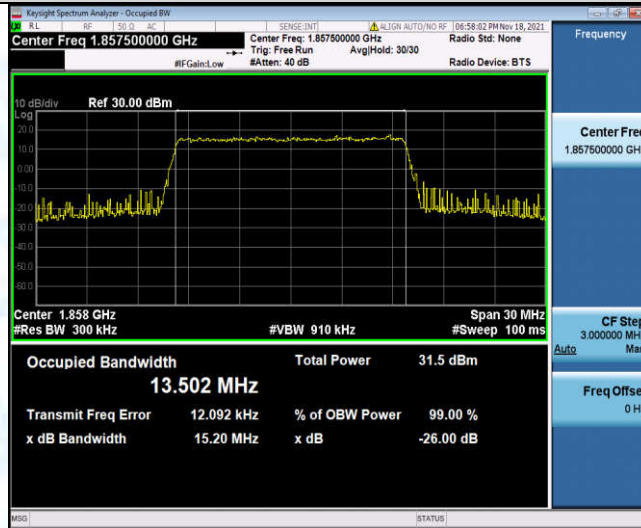 Keysight Spectrum Analyzer - Occupied BW
RL RF 50 Ω AC SENSE:INT ALIGN AUTO/NO RF 06:58:02 PM Nov 18, 2021
Center Freq 1.857500000 GHz
Center Freq: 1.857500000 GHz
Radio Std: None
Trig: Free Run Avg|Hold: 30/30
#IFGain:Low #Atten: 40 dB Radio Device: BTS
Frequency
10 dB/div Ref 30.00 dBm
Log
20.0
10.0
0.00
-10.0
-20.0
-30.0
-40.0
-50.0
-60.0
Center Freq
1.857500000 GH
Center 1.858 GHz Span 30 MHz
#Res BW 300 kHz #VBW 910 kHz #Sweep 100 ms
CF Step
3.000000 MH
Auto Ma
Occupied Bandwidth Total Power 31.5 dBm
13.502 MHz
Transmit Freq Error 12.092 kHz % of OBW Power 99.00 %
x dB Bandwidth 15.20 MHz x dB -26.00 dB
Freq Offse
0 H
MSG STATUS